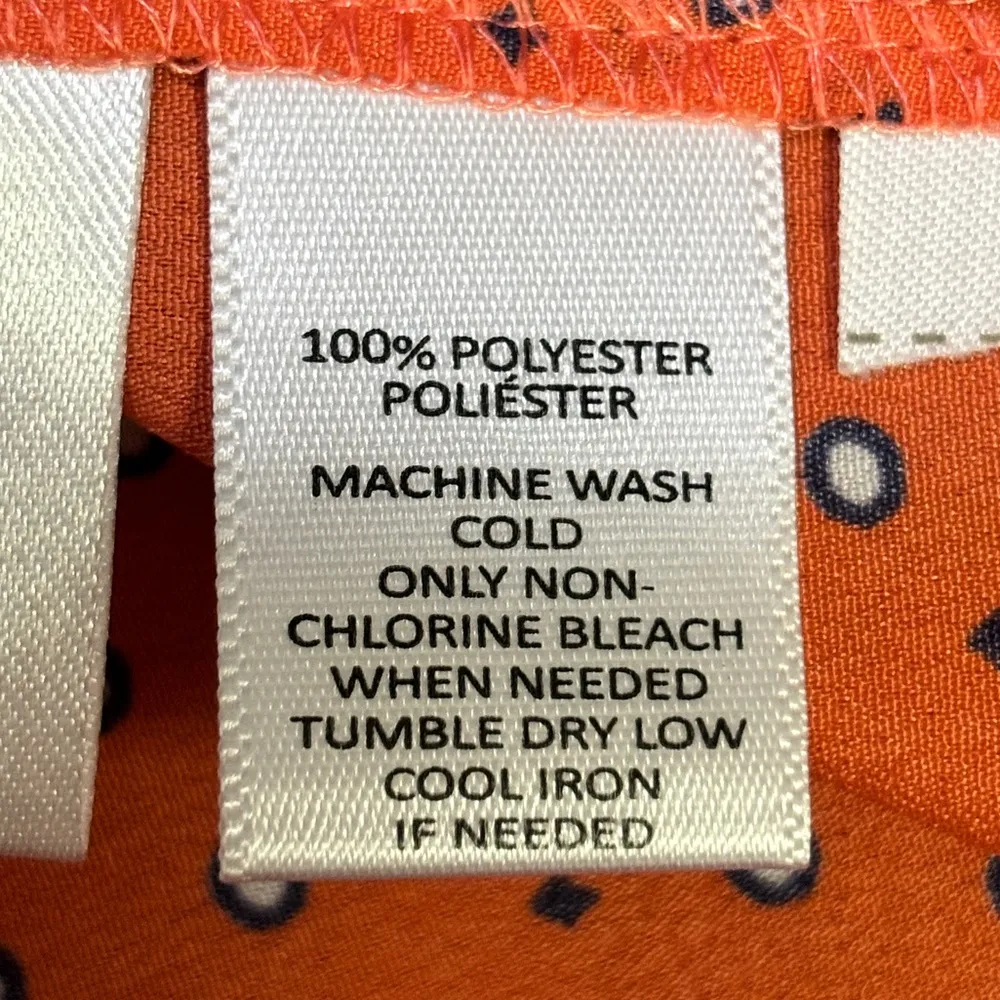 100% POLYESTER
POLIÉSTER
MACHINE WASH
COLD
ONLY NON-
CHLORINE BLEACH
WHEN NEEDED
TUMBLE DRY LOW
COOL IRON
IF NEEDED